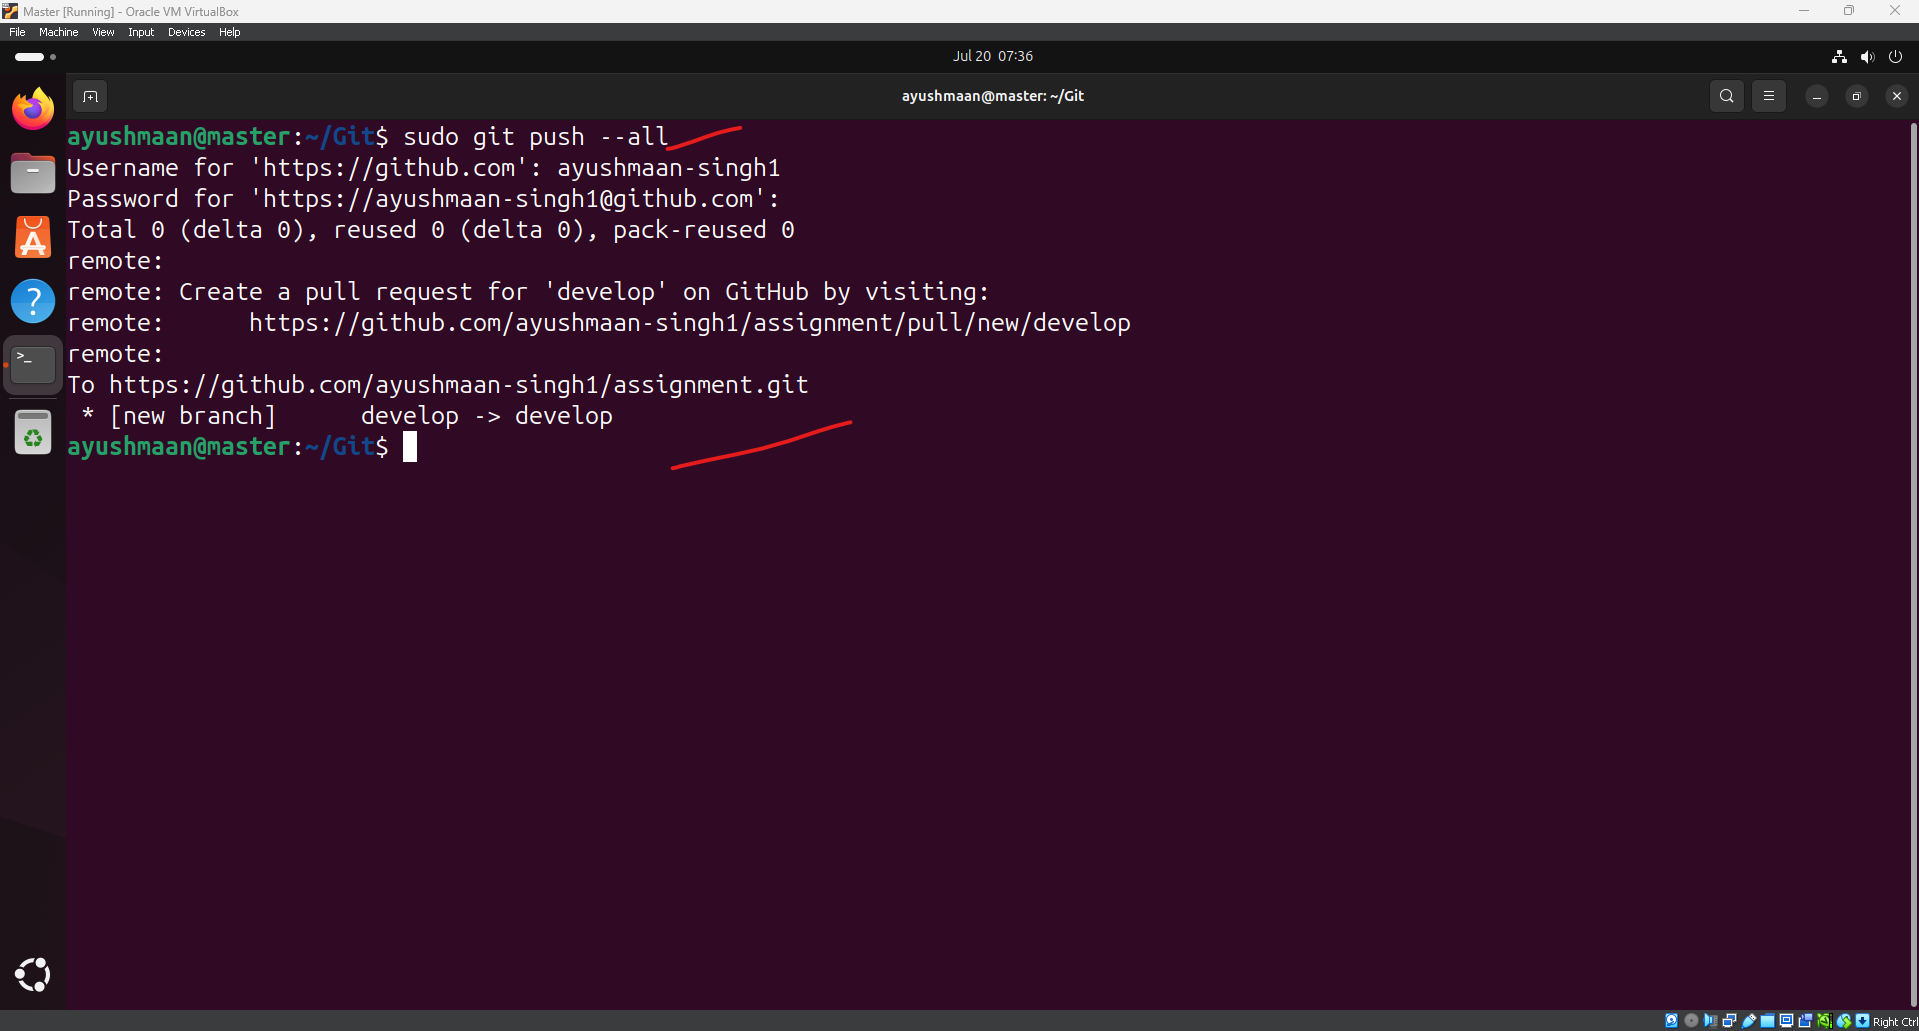 Master [Running] - Oracle VM VirtualBox
File Machine View Input Devices Help
Jul 20 07:36
ayushmaan@master: ~/Git
ayushmaan@master:~/Git$ sudo git push --all
Username for 'https://github.com': ayushmaan-singh1
Password for 'https://ayushmaan-singh1@github.com':
Total 0 (delta 0), reused 0 (delta 0), pack-reused 0
remote:
remote: Create a pull request for 'develop' on GitHub by visiting:
remote:      https://github.com/ayushmaan-singh1/assignment/pull/new/develop
remote:
To https://github.com/ayushmaan-singh1/assignment.git
 * [new branch]      develop -> develop
ayushmaan@master:~/Git$
Right Ctrl